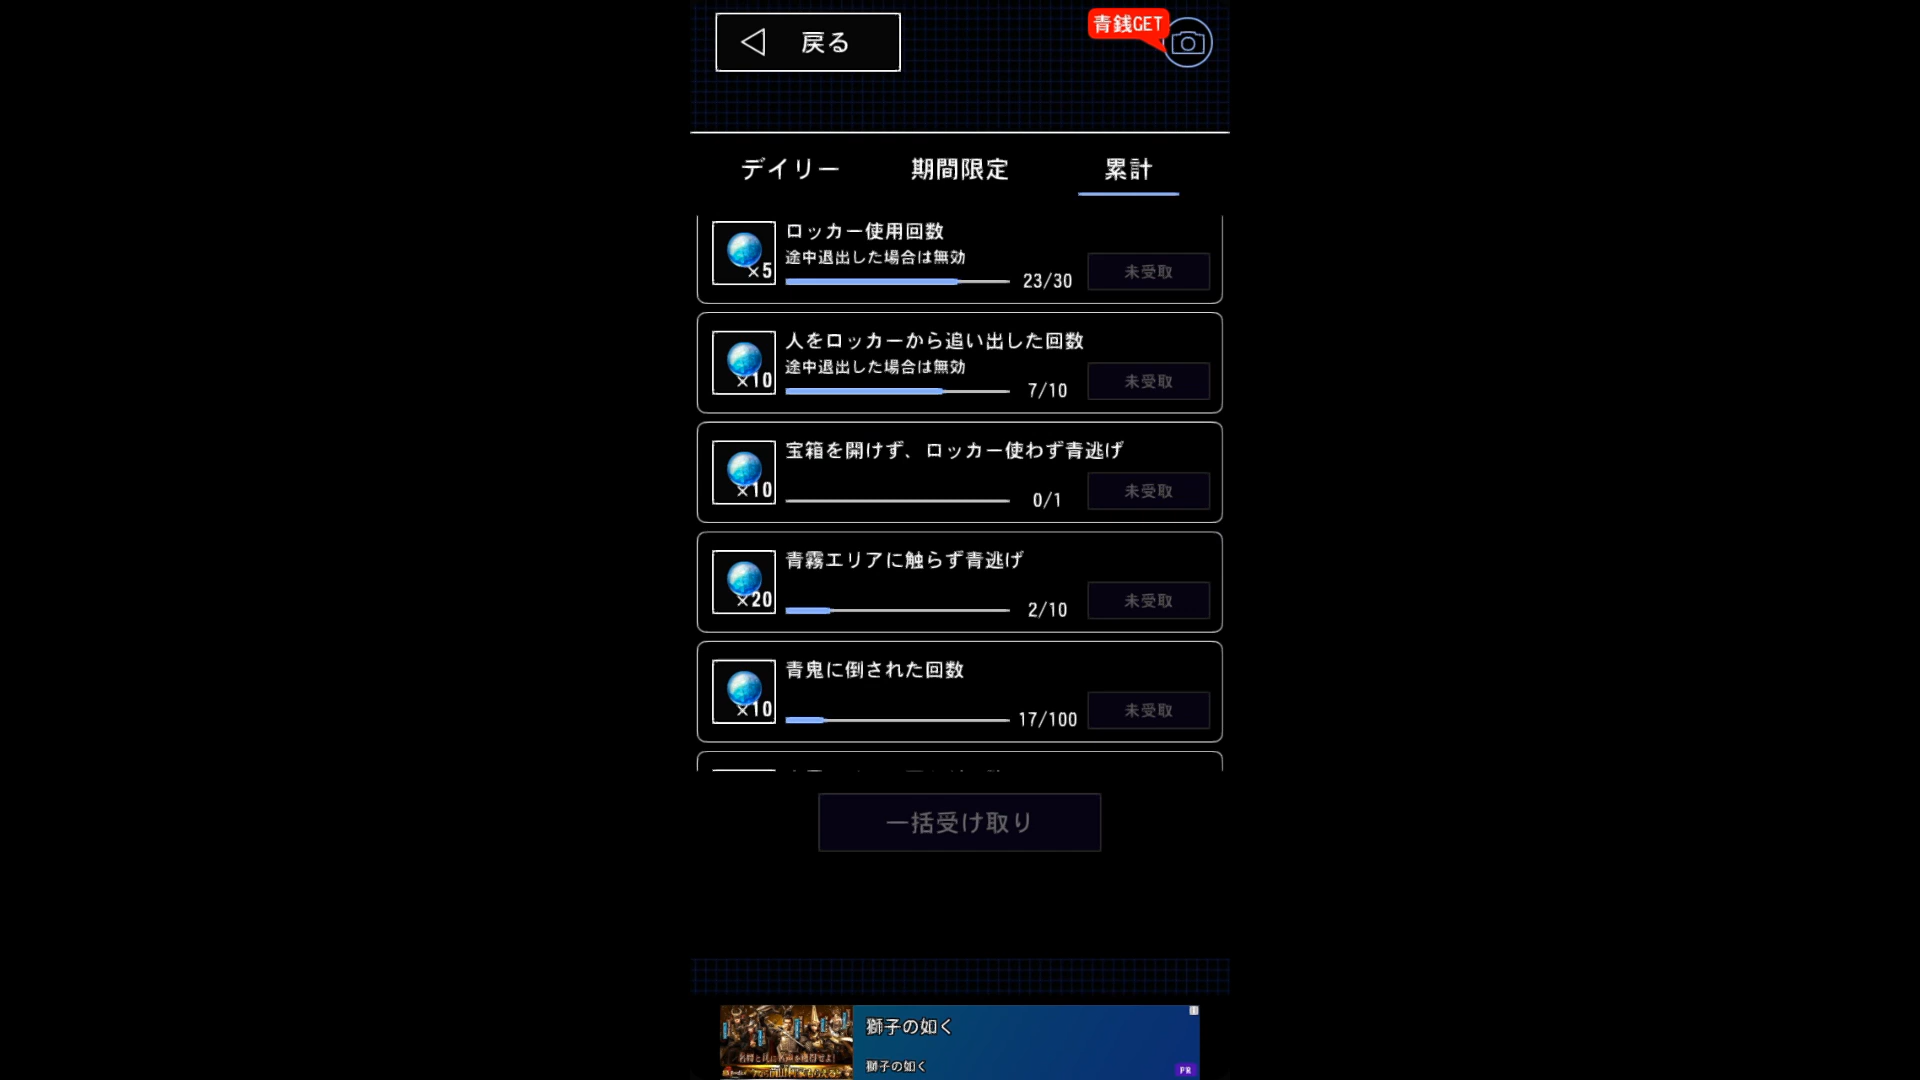 戻る
青銭GET
デイリー
期間限定
累計
ロッカー使用回数
途中退出した場合は無効
×5
23/30
未受取
人をロッカーから追い出した回数
途中退出した場合は無効
×10
7/10
未受取
宝箱を開けず、ロッカー使わず青逃げ
×10
0/1
未受取
青霧エリアに触らず青逃げ
×20
2/10
未受取
青鬼に倒された回数
×10
17/100
未受取
一括受け取り
獅子の如く
獅子の如く
PR